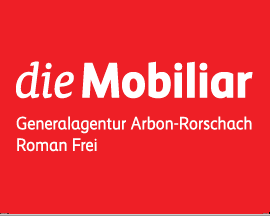 die Mobiliar
Generalagentur Arbon-Rorschach
Roman Frei